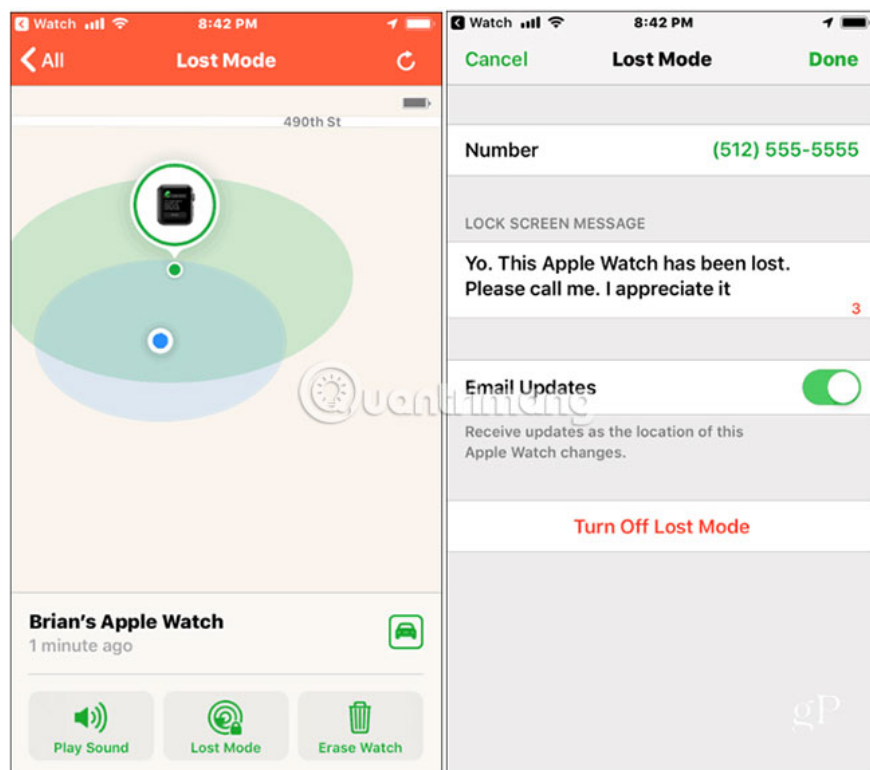 Watch 8:42 PM
All Lost Mode
490th St
Brian's Apple Watch
1 minute ago
Play Sound Lost Mode Erase Watch
Watch 8:42 PM
Cancel Lost Mode Done
Number (512) 555-5555
LOCK SCREEN MESSAGE
Yo. This Apple Watch has been lost.
Please call me. I appreciate it
3
Email Updates
Receive updates as the location of this
Apple Watch changes.
Turn Off Lost Mode
Quantrimang
gP